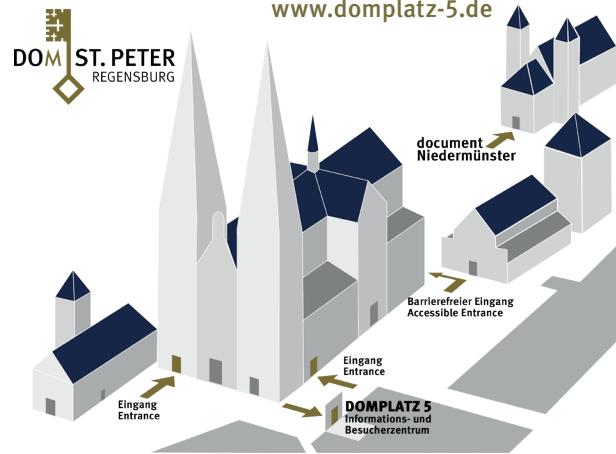 www.domplatz-5.de
DOM ST. PETER
REGENSBURG
document
Niedermünster
Barrierefreier Eingang
Accessible Entrance
Eingang
Entrance
Eingang
Entrance
DOMPLATZ 5
Informations- und
Besucherzentrum